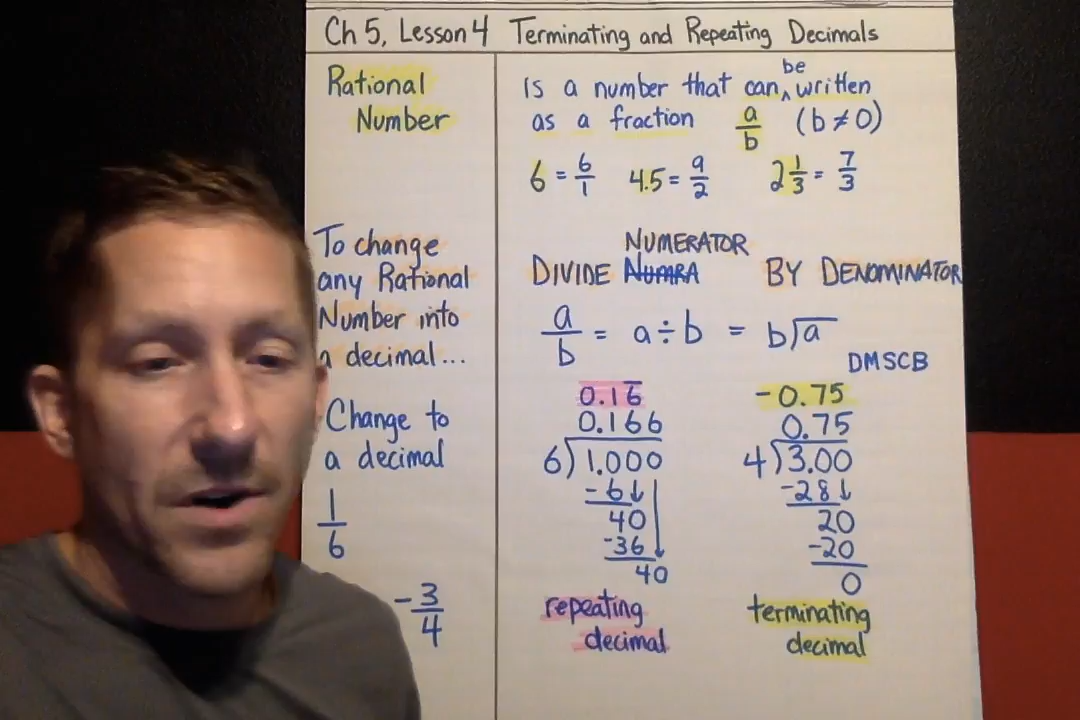 Ch 5, Lesson 4 Terminating and Repeating Decimals
Rational
Number
is a number that can be written
as a fraction a/b (b ≠ 0)
6 = 6/1 4.5 = 9/2 2 1/3 = 7/3
To change
any Rational
Number into
a decimal...
NUMERATOR
DIVIDE NUMRA BY DENOMINATOR
a/b = a ÷ b = b)a
DMSCB
Change to
a decimal
1/6
-3/4
0.16̅
0.166
6)1.000
-6↓
40
-36
40
repeating
decimal
-0.75
0.75
4)3.00
-28↓
20
-20
0
terminating
decimal